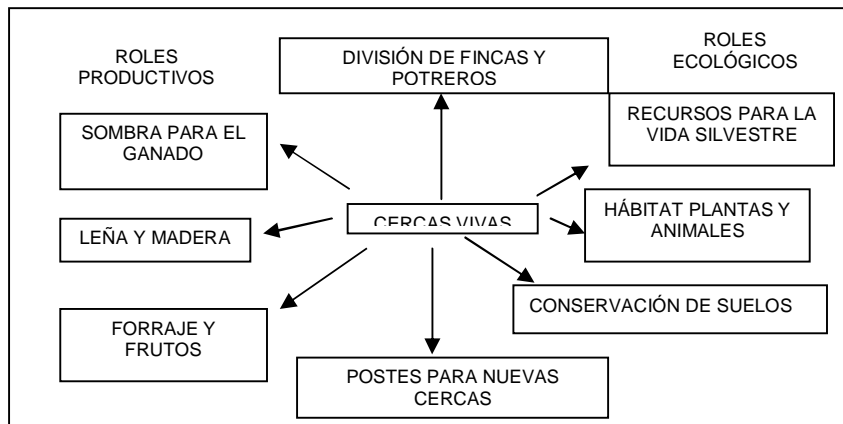 ROLES
PRODUCTIVOS
DIVISIÓN DE FINCAS Y
POTREROS
ROLES
ECOLÓGICOS
SOMBRA PARA EL
GANADO
RECURSOS PARA LA
VIDA SILVESTRE
LEÑA Y MADERA
CERCAS VIVAS
HÁBITAT PLANTAS Y
ANIMALES
FORRAJE Y
FRUTOS
CONSERVACIÓN DE SUELOS
POSTES PARA NUEVAS
CERCAS